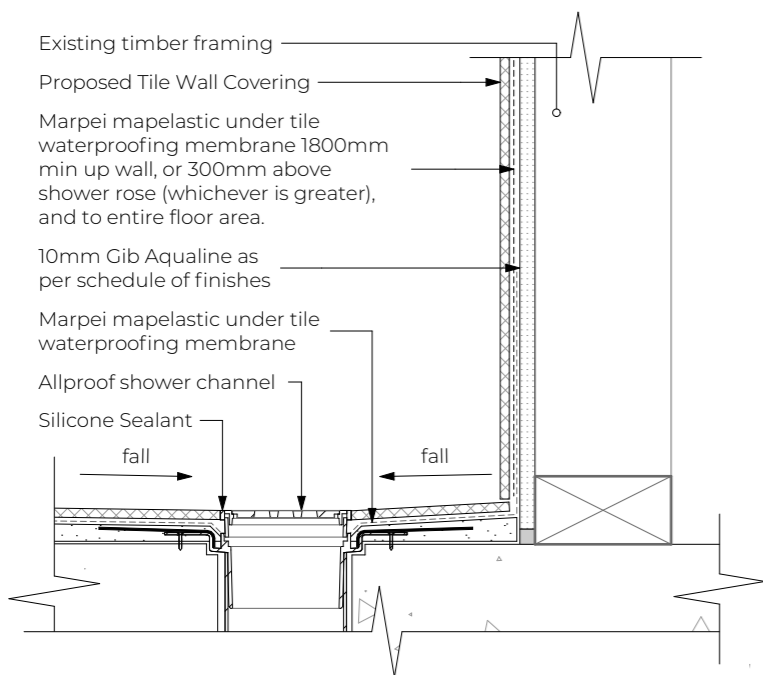 Existing timber framing
Proposed Tile Wall Covering
Marpei mapelastic under tile
waterproofing membrane 1800mm
min up wall, or 300mm above
shower rose (whichever is greater),
and to entire floor area.
10mm Gib Aqualine as
per schedule of finishes
Marpei mapelastic under tile
waterproofing membrane
Allproof shower channel
Silicone Sealant
fall
fall